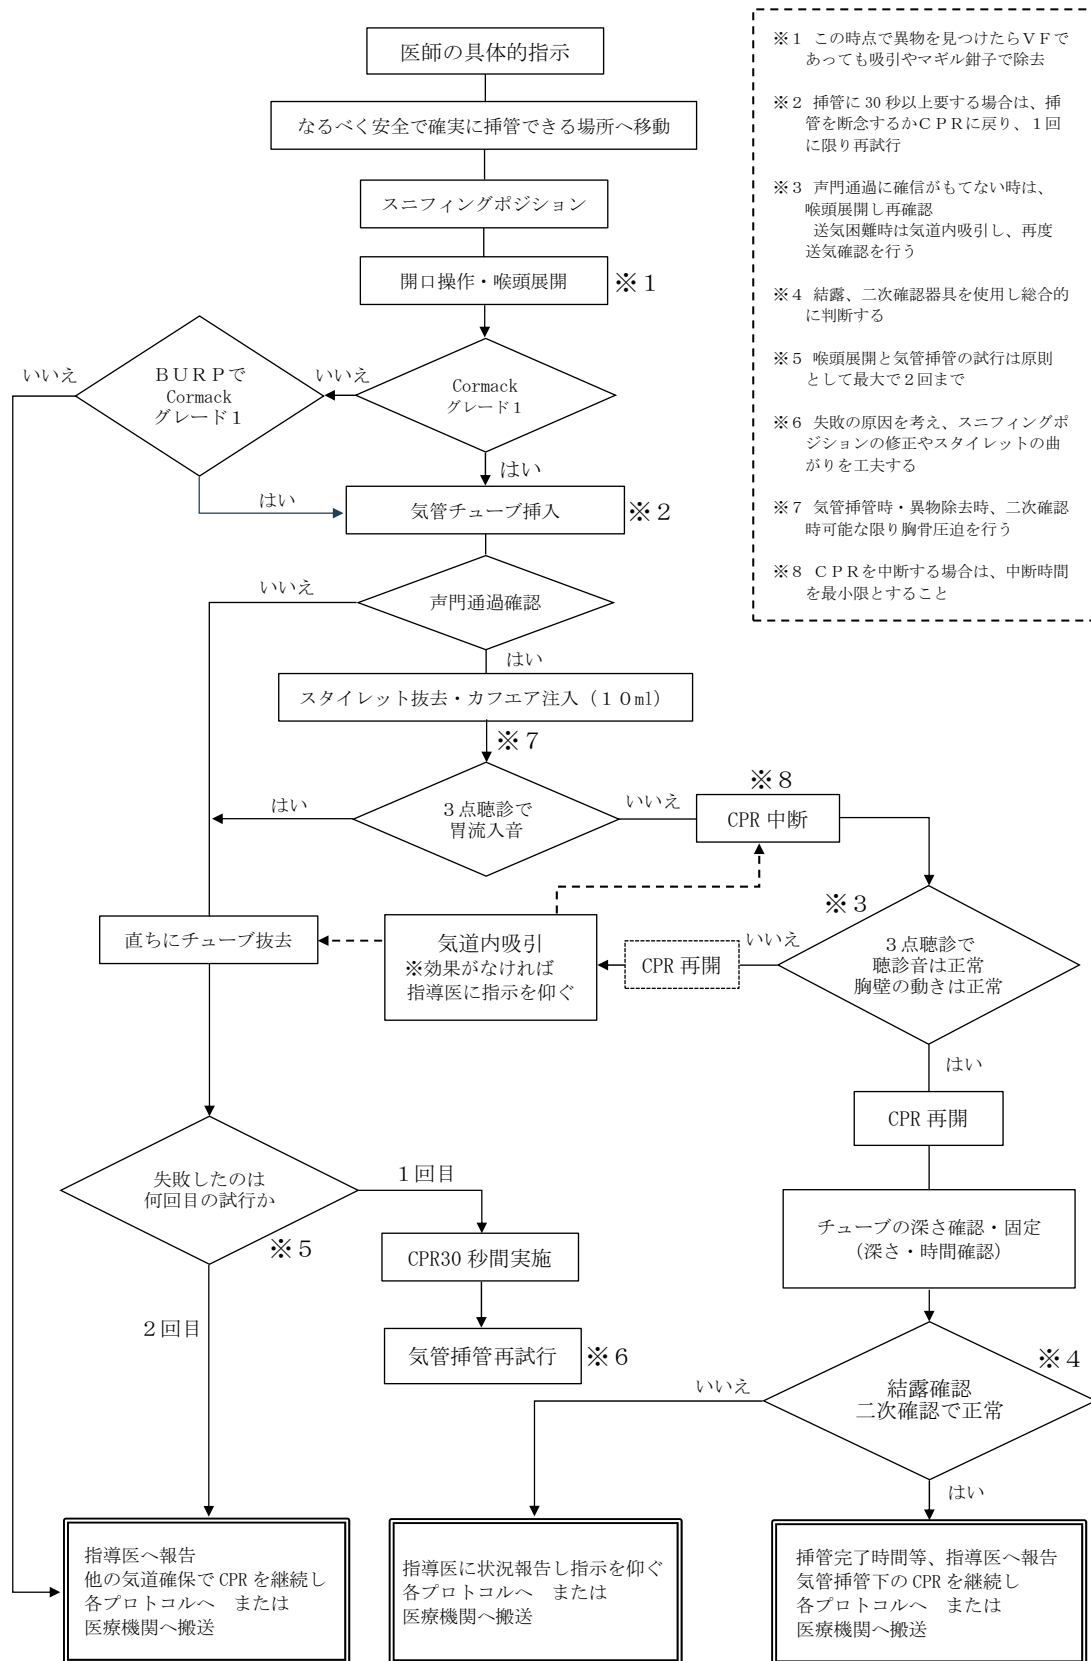 医師の具体的指示
なるべく安全で確実に挿管できる場所へ移動
スニフィングポジション
開口操作・喉頭展開
※１
Cormack
グレード１
いいえ
はい
ＢＵＲＰで
Cormack
グレード１
いいえ
はい
気管チューブ挿入
※２
声門通過確認
いいえ
はい
スタイレット抜去・カフエア注入（１０ml）
※７
３点聴診で
胃流入音
はい
いいえ
※８
CPR 中断
※３
３点聴診で
聴診音は正常
胸壁の動きは正常
いいえ
はい
CPR 再開
気道内吸引
※効果がなければ
指導医に指示を仰ぐ
直ちにチューブ抜去
CPR 再開
チューブの深さ確認・固定
(深さ・時間確認)
失敗したのは
何回目の試行か
※５
１回目
２回目
CPR30 秒間実施
気管挿管再試行
※６
※４
結露確認
二次確認で正常
いいえ
はい
指導医へ報告
他の気道確保で CPR を継続し
各プロトコルへ　または
医療機関へ搬送
指導医に状況報告し指示を仰ぐ
各プロトコルへ　または
医療機関へ搬送
挿管完了時間等、指導医へ報告
気管挿管下の CPR を継続し
各プロトコルへ　または
医療機関へ搬送
※１ この時点で異物を見つけたらＶＦで
あっても吸引やマギル鉗子で除去
※２ 挿管に 30 秒以上要する場合は、挿
管を断念するかＣＰＲに戻り、１回
に限り再試行
※３ 声門通過に確信がもてない時は、
喉頭展開し再確認
送気困難時は気道内吸引し、再度
送気確認を行う
※４ 結露、二次確認器具を使用し総合的
に判断する
※５ 喉頭展開と気管挿管の試行は原則
として最大で２回まで
※６ 失敗の原因を考え、スニフィングポ
ジションの修正やスタイレットの曲
がりを工夫する
※７ 気管挿管時・異物除去時、二次確認
時可能な限り胸骨圧迫を行う
※８ ＣＰＲを中断する場合は、中断時間
を最小限とすること